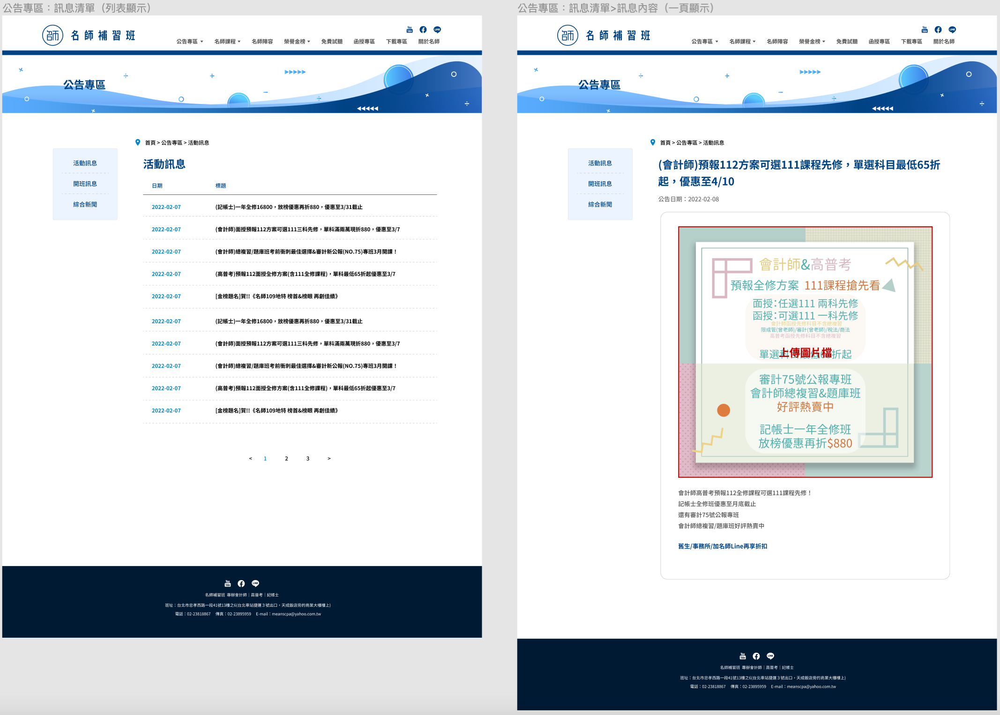 公告專區：訊息清單（列表顯示）
師 名師補習班
You Tube LINE
公告專區 名師課程 名師陣容 榮譽金榜 免費試聽 函授專區 下載專區 關於名師
公告專區
首頁 > 公告專區 > 活動訊息
活動訊息
開班訊息
綜合新聞
活動訊息
日期 標題
2022-02-07 (記帳士)一年全修16800，放榜優惠再折880，優惠至3/31截止
2022-02-07 (會計師)面授預報112方案可選111三科先修，單科滿兩萬現折880，優惠至3/7
2022-02-07 (會計師)總複習/題庫班考前衝刺最佳選擇&審計新公報(NO.75)專班3月開課！
2022-02-07 (高普考)預報112面授全修方案(含111全修課程)，單科最低65折起優惠至3/7
2022-02-07 [金榜題名]賀!!《名師109地特 榜首&榜眼 再創佳績》
2022-02-07 (記帳士)一年全修16800，放榜優惠再折880，優惠至3/31截止
2022-02-07 (會計師)面授預報112方案可選111三科先修，單科滿兩萬現折880，優惠至3/7
2022-02-07 (會計師)總複習/題庫班考前衝刺最佳選擇&審計新公報(NO.75)專班3月開課！
2022-02-07 (高普考)預報112面授全修方案(含111全修課程)，單科最低65折起優惠至3/7
2022-02-07 [金榜題名]賀!!《名師109地特 榜首&榜眼 再創佳績》
< 1 2 3 >
You Tube LINE
名師補習班 專辦會計師｜高普考｜記帳士
班址：台北市忠孝西路一段41號13樓之6(台北車站捷運３號出口，天成飯店旁的商業大樓樓上)
電話：02-23818867 傳真：02-23895959 E-mail：meanscpa@yahoo.com.tw
公告專區：訊息清單>訊息內容（一頁顯示）
師 名師補習班
You Tube LINE
公告專區 名師課程 名師陣容 榮譽金榜 免費試聽 函授專區 下載專區 關於名師
公告專區
首頁 > 公告專區 > 活動訊息
活動訊息
開班訊息
綜合新聞
(會計師)預報112方案可選111課程先修，單選科目最低65折
起，優惠至4/10
公告日期：2022-02-08
會計師&高普考
預報全修方案 111課程搶先看
面授：任選111 兩科先修
函授：可選111 一科先修
會計師函授先修科目不含總複習
限成管(曾老師)/審計(曾老師)/稅法/商法
高普考函授先修科目不含總複習
單選科目最低65折起
上傳圖片檔
審計75號公報專班
會計師總複習&題庫班
好評熱賣中
記帳士一年全修班
放榜優惠再折$880
會計師高普考預報112全修課程可選111課程先修！
記帳士全修班優惠至月底截止
還有審計75號公報專班
會計師總複習/題庫班好評熱賣中
舊生/事務所/加名師Line再享折扣
You Tube LINE
名師補習班 專辦會計師｜高普考｜記帳士
班址：台北市忠孝西路一段41號13樓之6(台北車站捷運３號出口，天成飯店旁的商業大樓樓上)
電話：02-23818867 傳真：02-23895959 E-mail：meanscpa@yahoo.com.tw